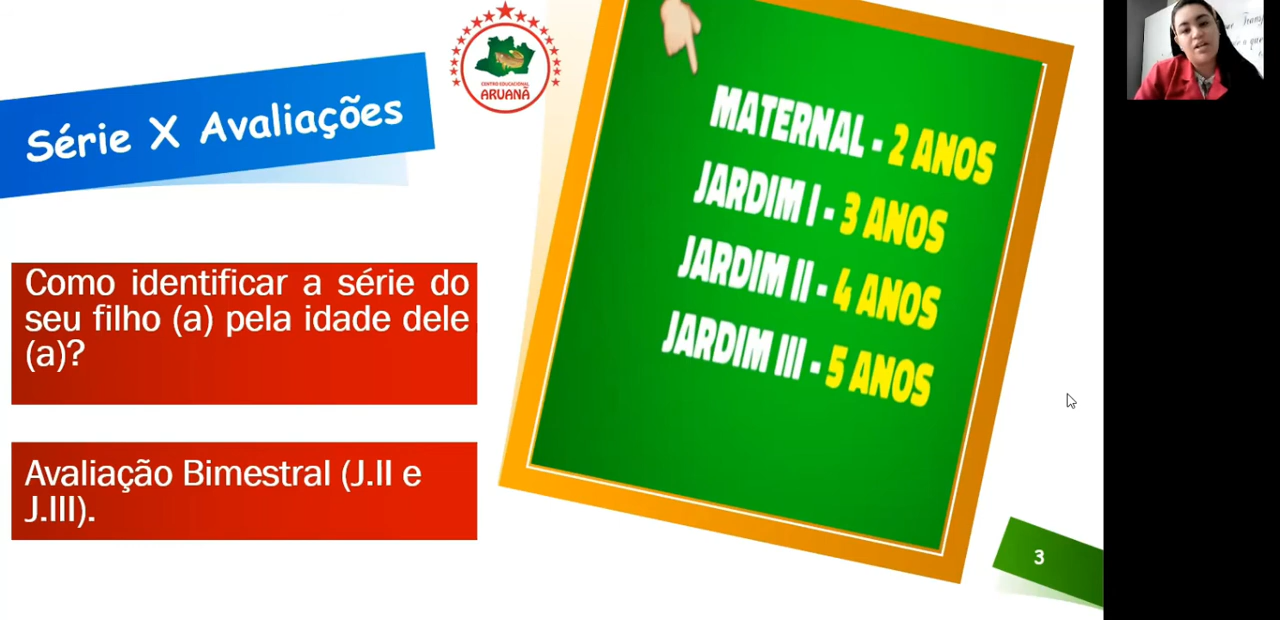 Série X Avaliações
CENTRO EDUCACIONAL
ARUANÃ
Como identificar a série do
seu filho (a) pela idade dele
(a)?
Avaliação Bimestral (J.II e
J.III).
MATERNAL - 2 ANOS
JARDIM I - 3 ANOS
JARDIM II - 4 ANOS
JARDIM III - 5 ANOS
3